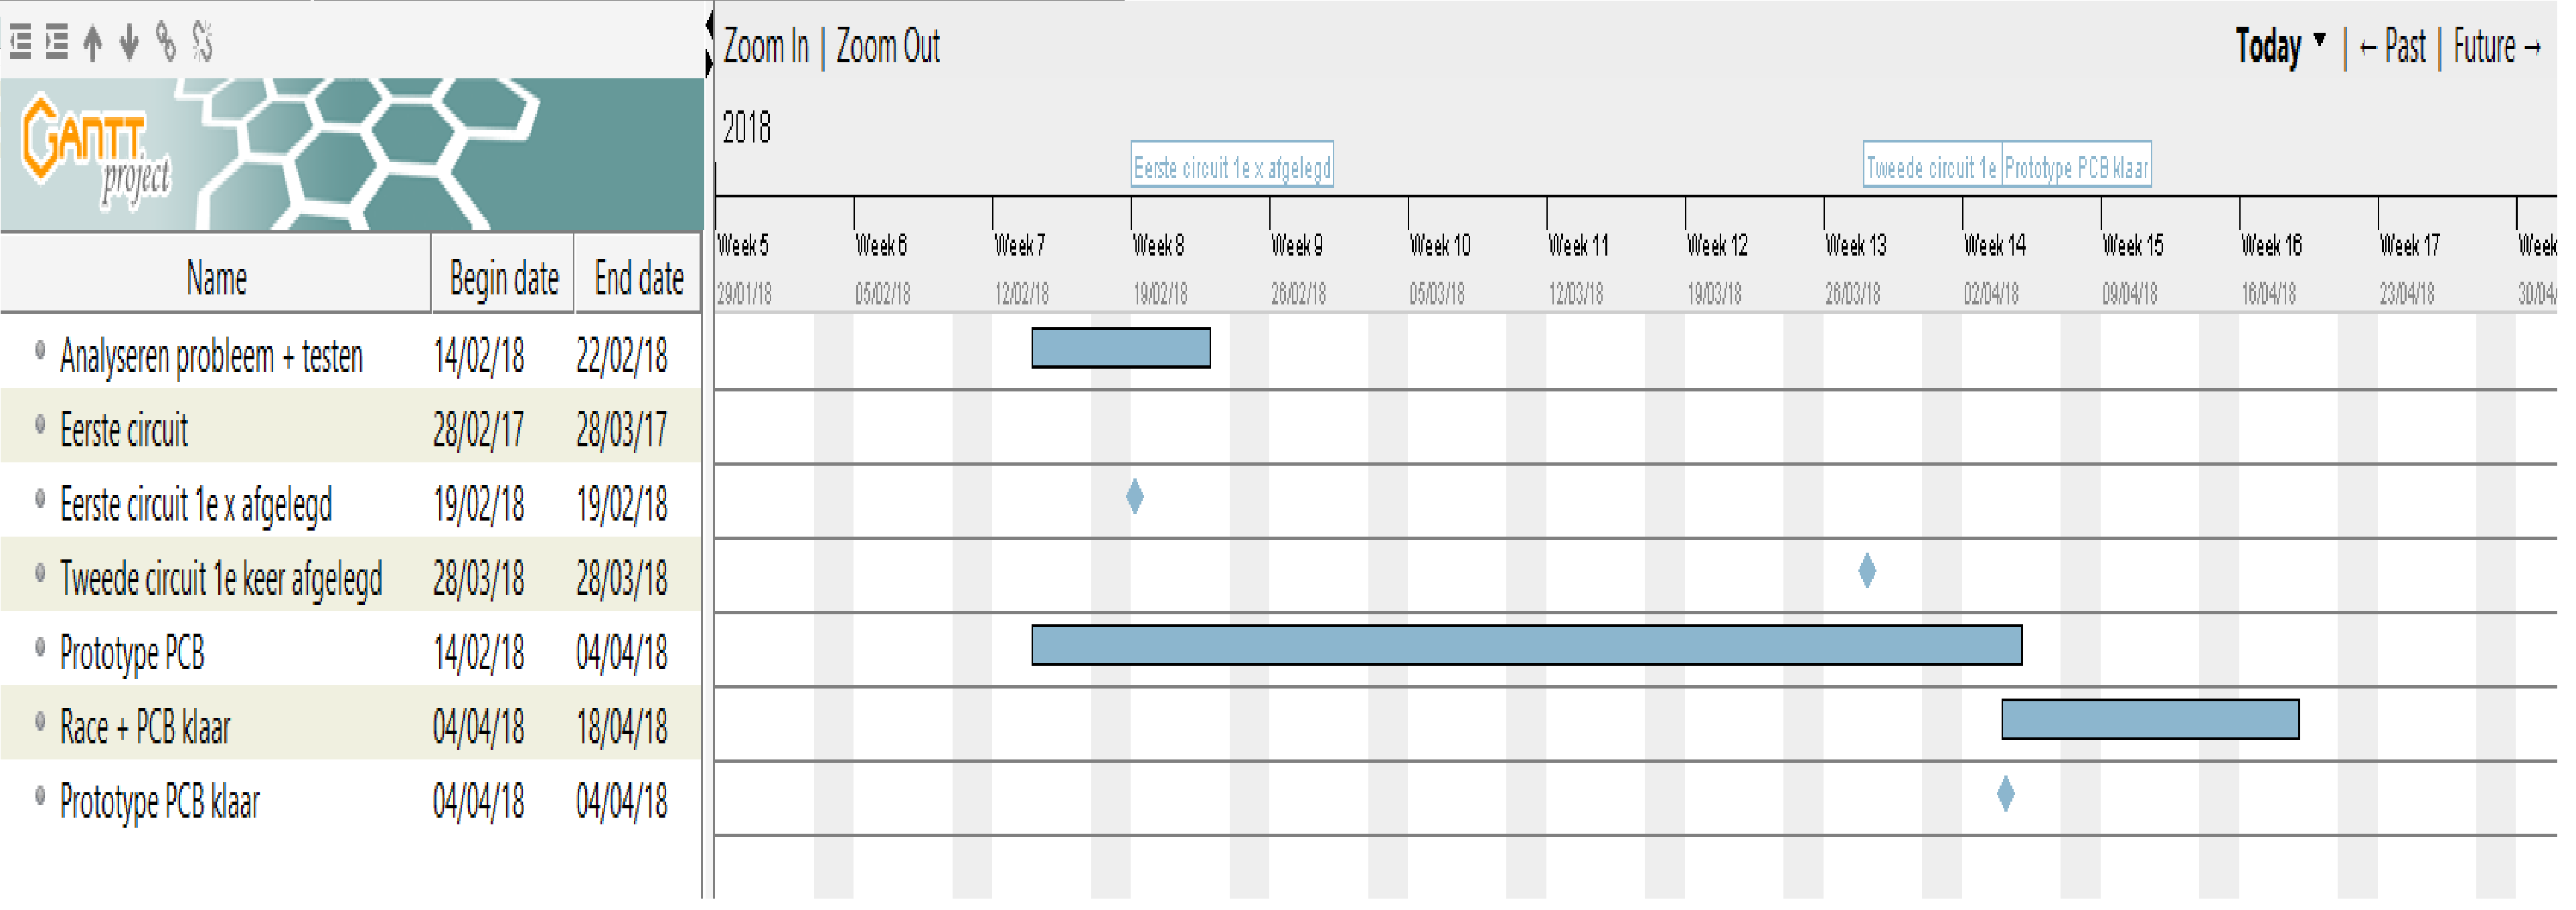 Zoom In | Zoom Out
Today ▼ | ← Past | Future →
GANTT
project
2018
Eerste circuit 1e x afgelegd
Tweede circuit 1e
Prototype PCB klaar
Week 5 Week 6 Week 7 Week 8 Week 9 Week 10 Week 11 Week 12 Week 13 Week 14 Week 15 Week 16 Week 17 Week
29/01/18 05/02/18 12/02/18 19/02/18 26/02/18 05/03/18 12/03/18 19/03/18 26/03/18 02/04/18 09/04/18 16/04/18 23/04/18 30/04/
Name Begin date End date
Analyseren probleem + testen 14/02/18 22/02/18
Eerste circuit 28/02/17 28/03/17
Eerste circuit 1e x afgelegd 19/02/18 19/02/18
Tweede circuit 1e keer afgelegd 28/03/18 28/03/18
Prototype PCB 14/02/18 04/04/18
Race + PCB klaar 04/04/18 18/04/18
Prototype PCB klaar 04/04/18 04/04/18